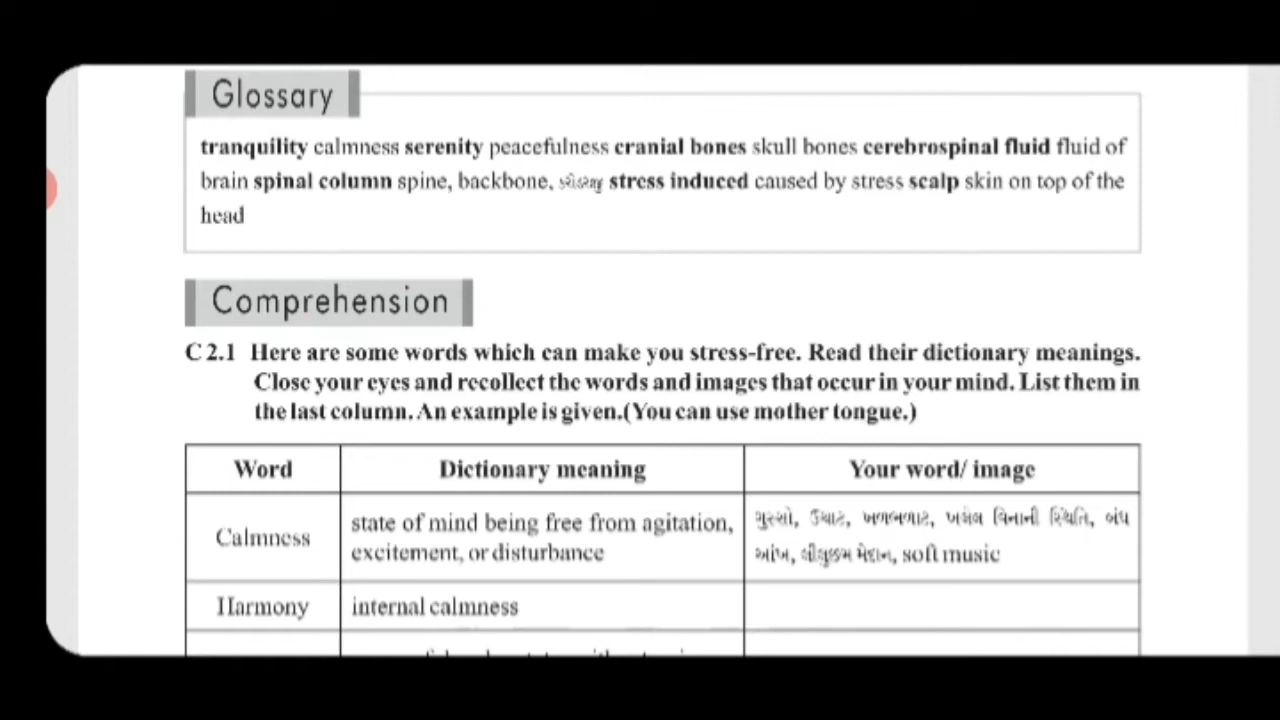 Glossary
tranquility calmness serenity peacefulness cranial bones skull bones cerebrospinal fluid fluid of
brain spinal column spine, backbone, stress induced caused by stress scalp skin on top of the
head
Comprehension
C 2.1 Here are some words which can make you stress-free. Read their dictionary meanings.
Close your eyes and recollect the words and images that occur in your mind. List them in
the last column. An example is given.(You can use mother tongue.)
Word Dictionary meaning Your word/ image
Calmness
state of mind being free from agitation,
excitement, or disturbance
ગુસ્સો, ઉચાટ, ખળભળાટ, વિનાની સ્થિતિ, બંધ
આંખ, મેદાન, soft music
Harmony internal calmness